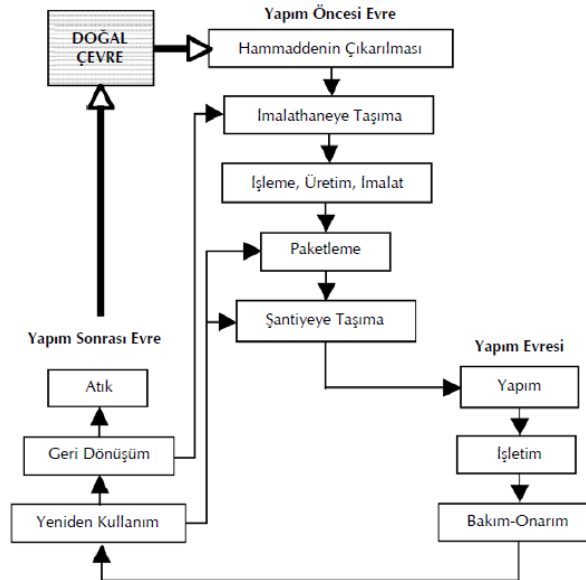 Yapım Öncesi Evre
DOĞAL
ÇEVRE
Hammaddenin Çıkarılması
İmalathaneye Taşıma
İşleme, Üretim, İmalat
Paketleme
Şantiyeye Taşıma
Yapım Sonrası Evre
Yapım Evresi
Atık
Yapım
Geri Dönüşüm
İşletim
Yeniden Kullanım
Bakım-Onarım